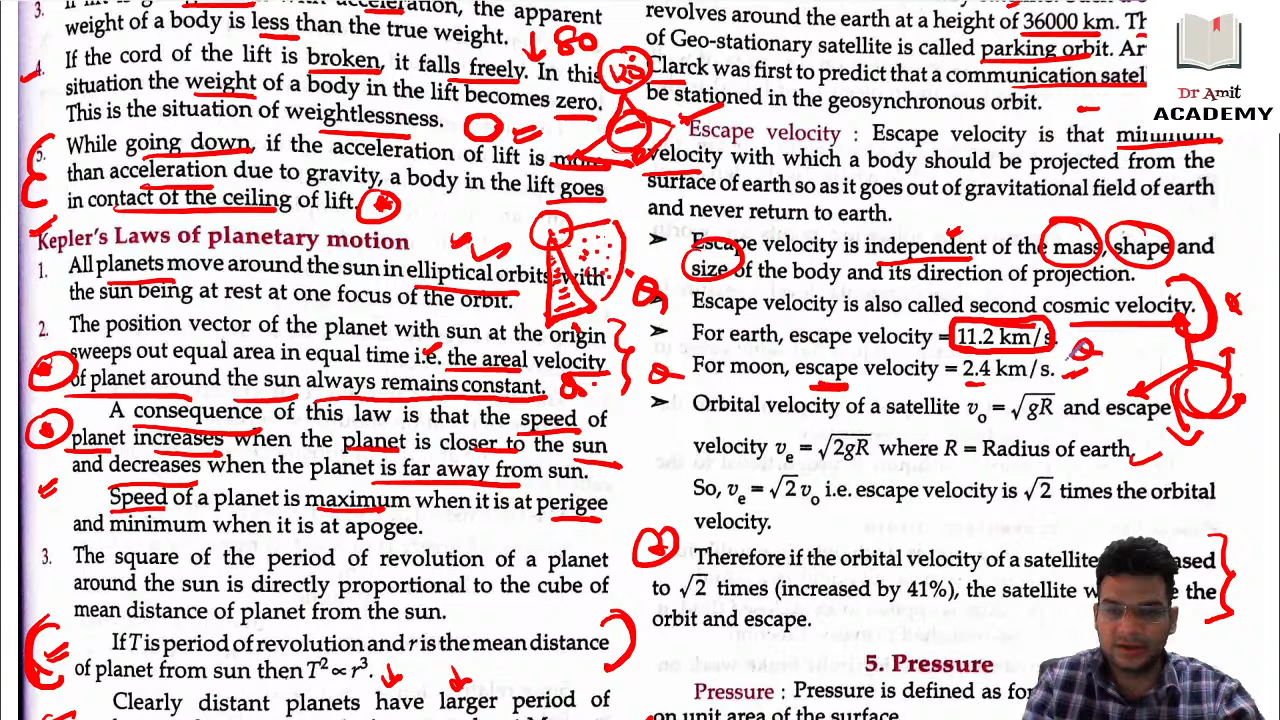 3.
acceleration, the apparent
weight of a body is less than the true weight.
4. If the cord of the lift is broken, it falls freely. In this
situation the weight of a body in the lift becomes zero.
This is the situation of weightlessness.
5. While going down, if the acceleration of lift is more
than acceleration due to gravity, a body in the lift goes
in contact of the ceiling of lift.
Kepler's Laws of planetary motion
1. All planets move around the sun in elliptical orbits with
the sun being at rest at one focus of the orbit.
2. The position vector of the planet with sun at the origin
sweeps out equal area in equal time i.e. the areal velocity
of planet around the sun always remains constant.
A consequence of this law is that the speed of
planet increases when the planet is closer to the sun
and decreases when the planet is far away from sun.
Speed of a planet is maximum when it is at perigee
and minimum when it is at apogee.
3. The square of the period of revolution of a planet
around the sun is directly proportional to the cube of
mean distance of planet from the sun.
If T is period of revolution and r is the mean distance
of planet from sun then T² ∝ r³.
Clearly distant planets have larger period of
80
120
revolves around the earth at a height of 36000 km. Th
of Geo-stationary satellite is called parking orbit. Ar
Clarck was first to predict that a communication satel
be stationed in the geosynchronous orbit.
Escape velocity : Escape velocity is that minimum
velocity with which a body should be projected from the
surface of earth so as it goes out of gravitational field of earth
and never return to earth.
➤ Escape velocity is independent of the mass, shape and
size of the body and its direction of projection.
Escape velocity is also called second cosmic velocity.
➤ For earth, escape velocity = 11.2 km/s.
➤ For moon, escape velocity = 2.4 km/s.
➤ Orbital velocity of a satellite v₀ = √gR and escape
velocity vₑ = √2gR where R = Radius of earth.
So, vₑ = √2 v₀ i.e. escape velocity is √2 times the orbital
velocity.
Therefore if the orbital velocity of a satellite
to √2 times (increased by 41%), the satellite the
orbit and escape.
5. Pressure
Pressure : Pressure is defined as for
on unit area of the surface.
Dr Amit
ACADEMY